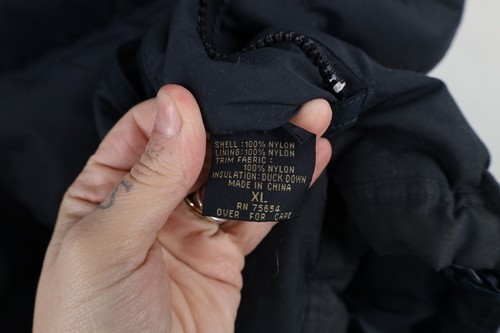 SHELL:100% NYLON
LINING:100% NYLON
TRIM FABRIC:
100% NYLON
INSULATION:DUCK DOWN
MADE IN CHINA
XL
RN 75654
OVER FOR CARE